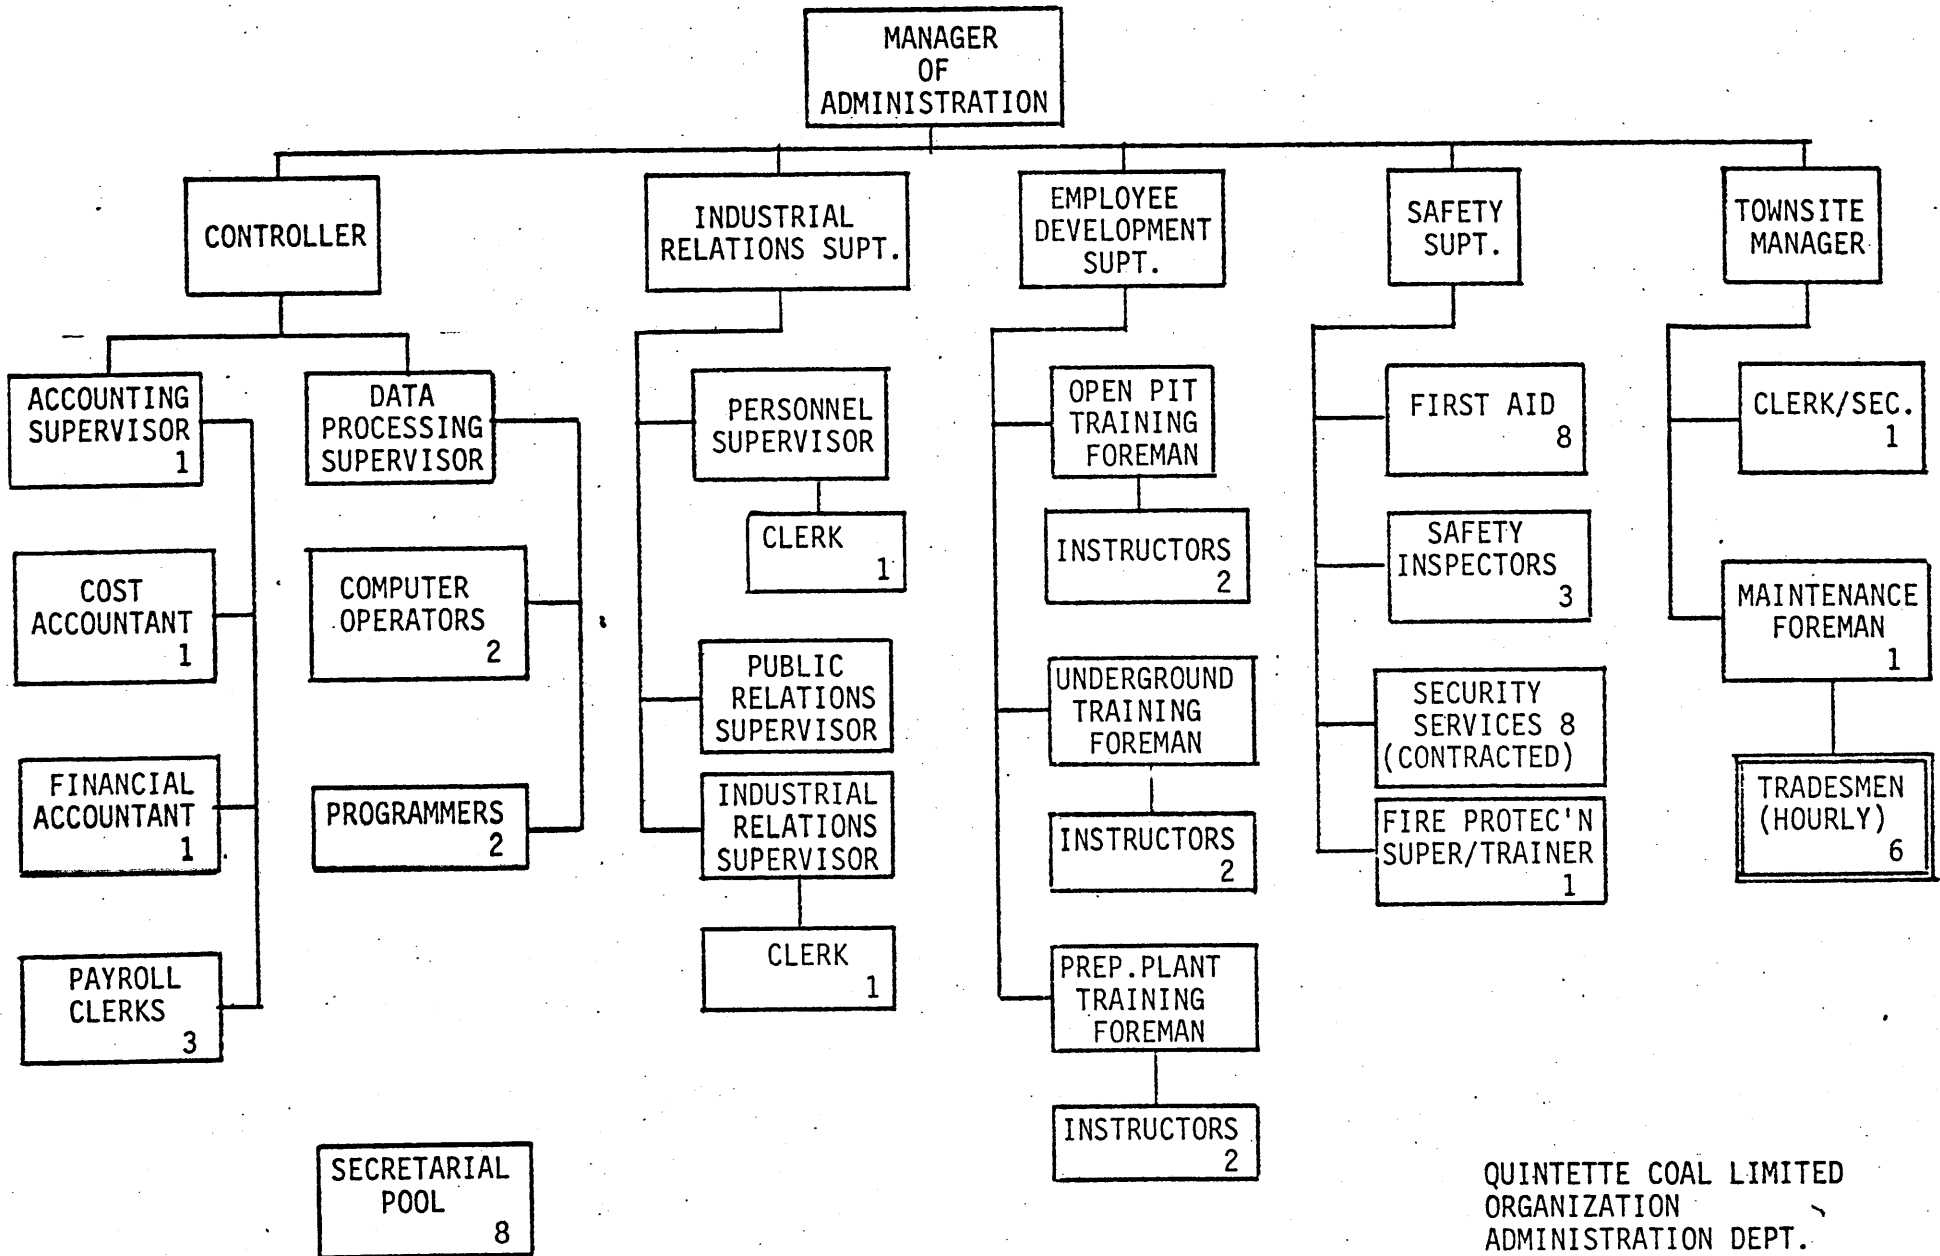 MANAGER
OF
ADMINISTRATION
CONTROLLER
INDUSTRIAL
RELATIONS SUPT.
EMPLOYEE
DEVELOPMENT
SUPT.
SAFETY
SUPT.
TOWNSITE
MANAGER
ACCOUNTING
SUPERVISOR
1
COST
ACCOUNTANT
1
FINANCIAL
ACCOUNTANT
1
PAYROLL
CLERKS
3
DATA
PROCESSING
SUPERVISOR
COMPUTER
OPERATORS
2
PROGRAMMERS
2
PERSONNEL
SUPERVISOR
CLERK
1
PUBLIC
RELATIONS
SUPERVISOR
INDUSTRIAL
RELATIONS
SUPERVISOR
CLERK
1
OPEN PIT
TRAINING
FOREMAN
INSTRUCTORS
2
UNDERGROUND
TRAINING
FOREMAN
INSTRUCTORS
2
PREP.PLANT
TRAINING
FOREMAN
INSTRUCTORS
2
FIRST AID
8
SAFETY
INSPECTORS
3
SECURITY
SERVICES 8
(CONTRACTED)
FIRE PROTEC'N
SUPER/TRAINER
1
CLERK/SEC.
1
MAINTENANCE
FOREMAN
1
TRADESMEN
(HOURLY)
6
SECRETARIAL
POOL
8
QUINTETTE COAL LIMITED
ORGANIZATION
ADMINISTRATION DEPT.